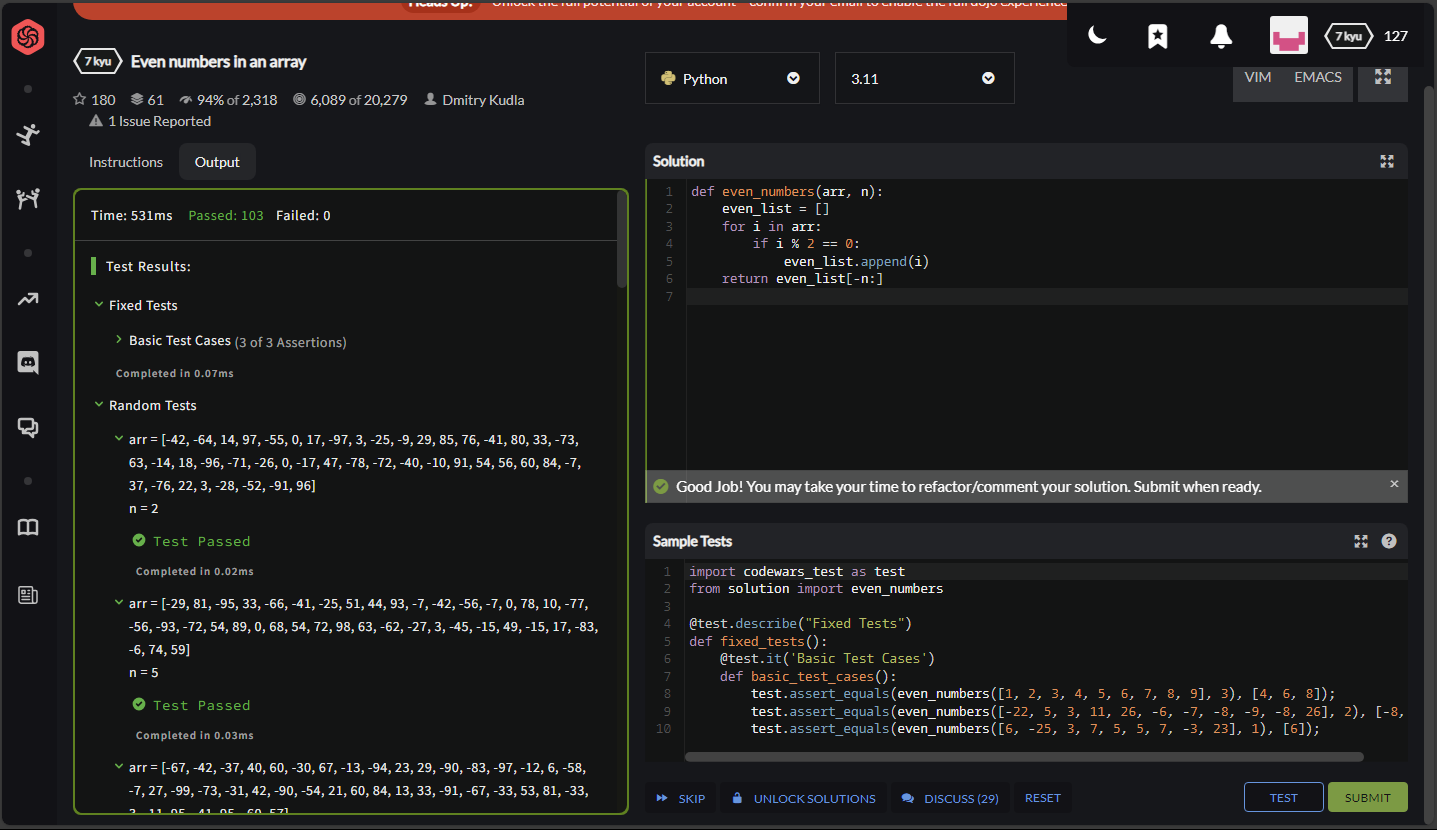 Heads Up! Unlock the full potential of your account - confirm your email to enable the full dojo experience
7 kyu 127
7 kyu Even numbers in an array
180 61 94% of 2,318 6,089 of 20,279 Dmitry Kudla
1 Issue Reported
Instructions Output
Time: 531ms Passed: 103 Failed: 0
Test Results:
Fixed Tests
Basic Test Cases (3 of 3 Assertions)
Completed in 0.07ms
Random Tests
arr = [-42, -64, 14, 97, -55, 0, 17, -97, 3, -25, -9, 29, 85, 76, -41, 80, 33, -73,
63, -14, 18, -96, -71, -26, 0, -17, 47, -78, -72, -40, -10, 91, 54, 56, 60, 84, -7,
37, -76, 22, 3, -28, -52, -91, 96]
n = 2
Test Passed
Completed in 0.02ms
arr = [-29, 81, -95, 33, -66, -41, -25, 51, 44, 93, -7, -42, -56, -7, 0, 78, 10, -77,
-56, -93, -72, 54, 89, 0, 68, 54, 72, 98, 63, -62, -27, 3, -45, -15, 49, -15, 17, -83,
-6, 74, 59]
n = 5
Test Passed
Completed in 0.03ms
arr = [-67, -42, -37, 40, 60, -30, 67, -13, -94, 23, 29, -90, -83, -97, -12, 6, -58,
-7, 27, -99, -73, -31, 42, -90, -54, 21, 60, 84, 13, 33, -91, -67, -33, 53, 81, -33,
Python 3.11
VIM EMACS
Solution
1 def even_numbers(arr, n):
2 even_list = []
3 for i in arr:
4 if i % 2 == 0:
5 even_list.append(i)
6 return even_list[-n:]
7
Good Job! You may take your time to refactor/comment your solution. Submit when ready. ×
Sample Tests ?
1 import codewars_test as test
2 from solution import even_numbers
3
4 @test.describe("Fixed Tests")
5 def fixed_tests():
6 @test.it('Basic Test Cases')
7 def basic_test_cases():
8 test.assert_equals(even_numbers([1, 2, 3, 4, 5, 6, 7, 8, 9], 3), [4, 6, 8]);
9 test.assert_equals(even_numbers([-22, 5, 3, 11, 26, -6, -7, -8, -9, -8, 26], 2), [-8,
10 test.assert_equals(even_numbers([6, -25, 3, 7, 5, 5, 7, -3, 23], 1), [6]);
SKIP UNLOCK SOLUTIONS DISCUSS (29) RESET TEST SUBMIT